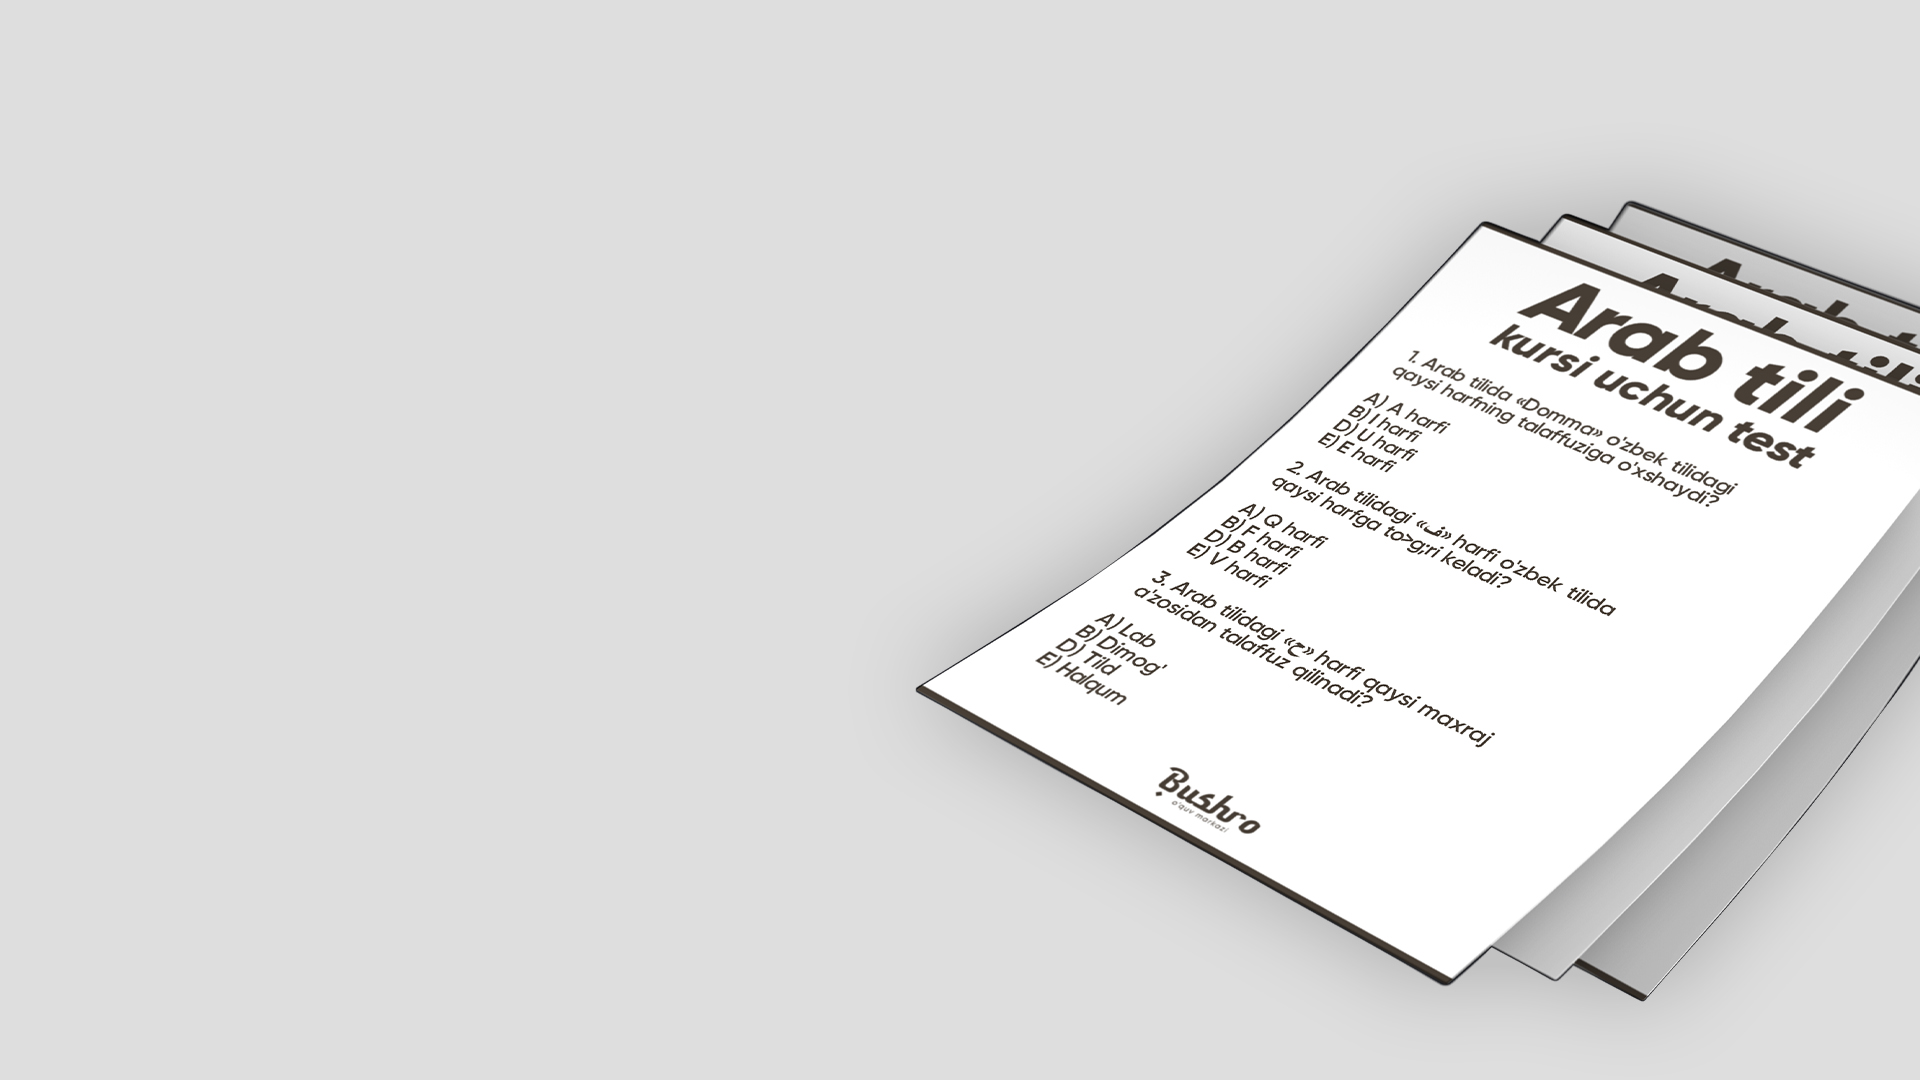 Arab tili
kursi uchun test
1. Arab tilida «Domma» o'zbek tilidagi
qaysi harfning talaffuziga o'xshaydi?
A) A harfi
B) I harfi
D) U harfi
E) E harfi
2. Arab tilidagi «ف» harfi o'zbek tilida
qaysi harfga to>g;ri keladi?
A) Q harfi
B) F harfi
D) B harfi
E) V harfi
3. Arab tilidagi «ح» harfi qaysi maxraj
a'zosidan talaffuz qilinadi?
A) Lab
B) Dimog'
D) Tild
E) Halqum
Bushro
o'quv markazi